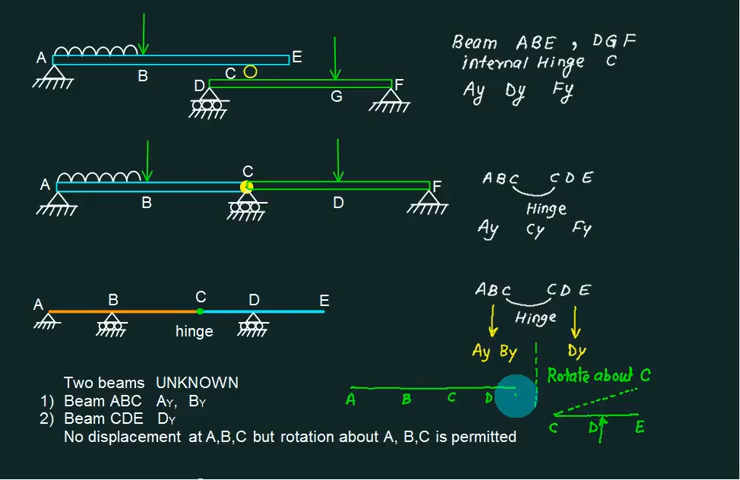 A B C E
D G F
Beam ABE , DGF
internal Hinge C
Ay Dy Fy
A B C D F
ABC CDE
Hinge
Ay Cy Fy
A B C D E
hinge
ABC CDE
Hinge
Ay By Dy
Two beams UNKNOWN
1) Beam ABC AY, BY
2) Beam CDE DY
No displacement at A,B,C but rotation about A, B,C is permitted
A B C D
Rotate about C
C D E